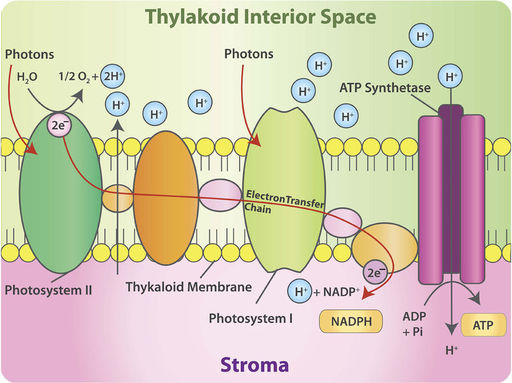 Thylakoid Interior Space
Photons
Photons
H₂O
1/2 O₂ + 2H⁺
H⁺
H⁺
H⁺
H⁺
H⁺
H⁺
H⁺
H⁺
H⁺
ATP Synthetase
2e⁻
Electron Transfer
Chain
2e⁻
Photosystem II
Thykaloid Membrane
Photosystem I
H⁺ + NADP⁺
NADPH
ADP
+ Pi
ATP
H⁺
Stroma